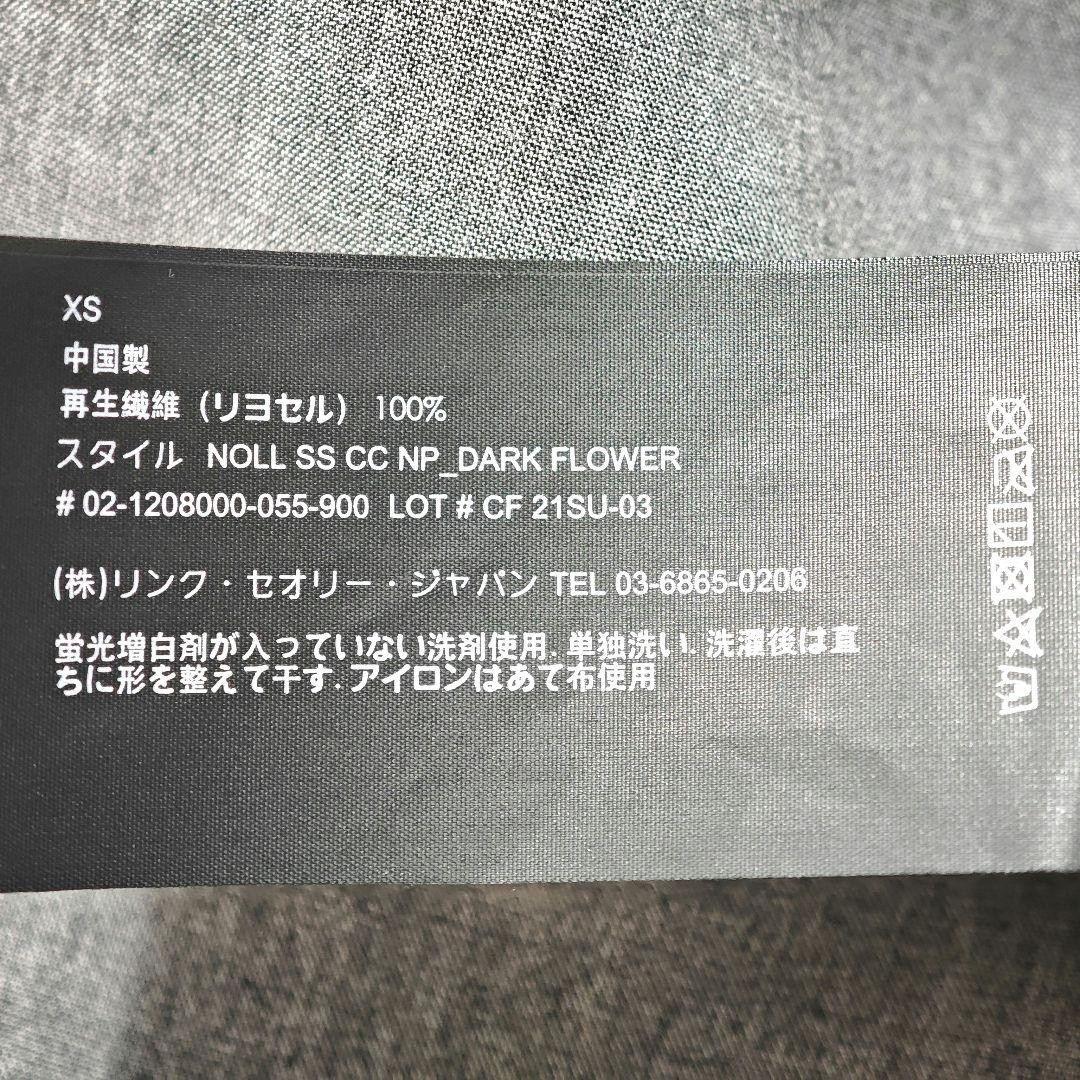 XS
中国製
再生繊維 (リヨセル) 100%
スタイル NOLL SS CC NP_DARK FLOWER
# 02-1208000-055-900 LOT # CF 21SU-03
(株)リンク・セオリー・ジャパン TEL 03-6865-0206
蛍光増白剤が入っていない洗剤使用. 単独洗い. 洗濯後は直
ちに形を整えて干す. アイロンはあて布使用